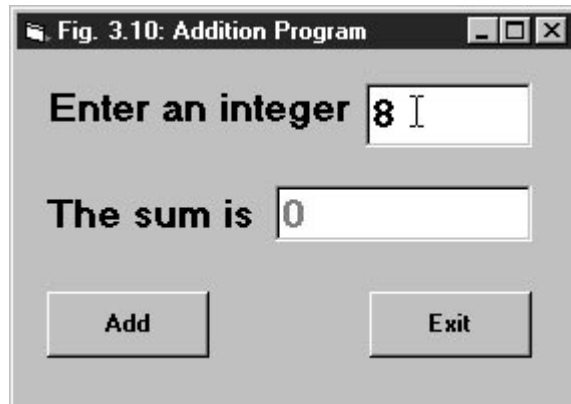 Fig. 3.10: Addition Program
Enter an integer 8
The sum is 0
Add Exit